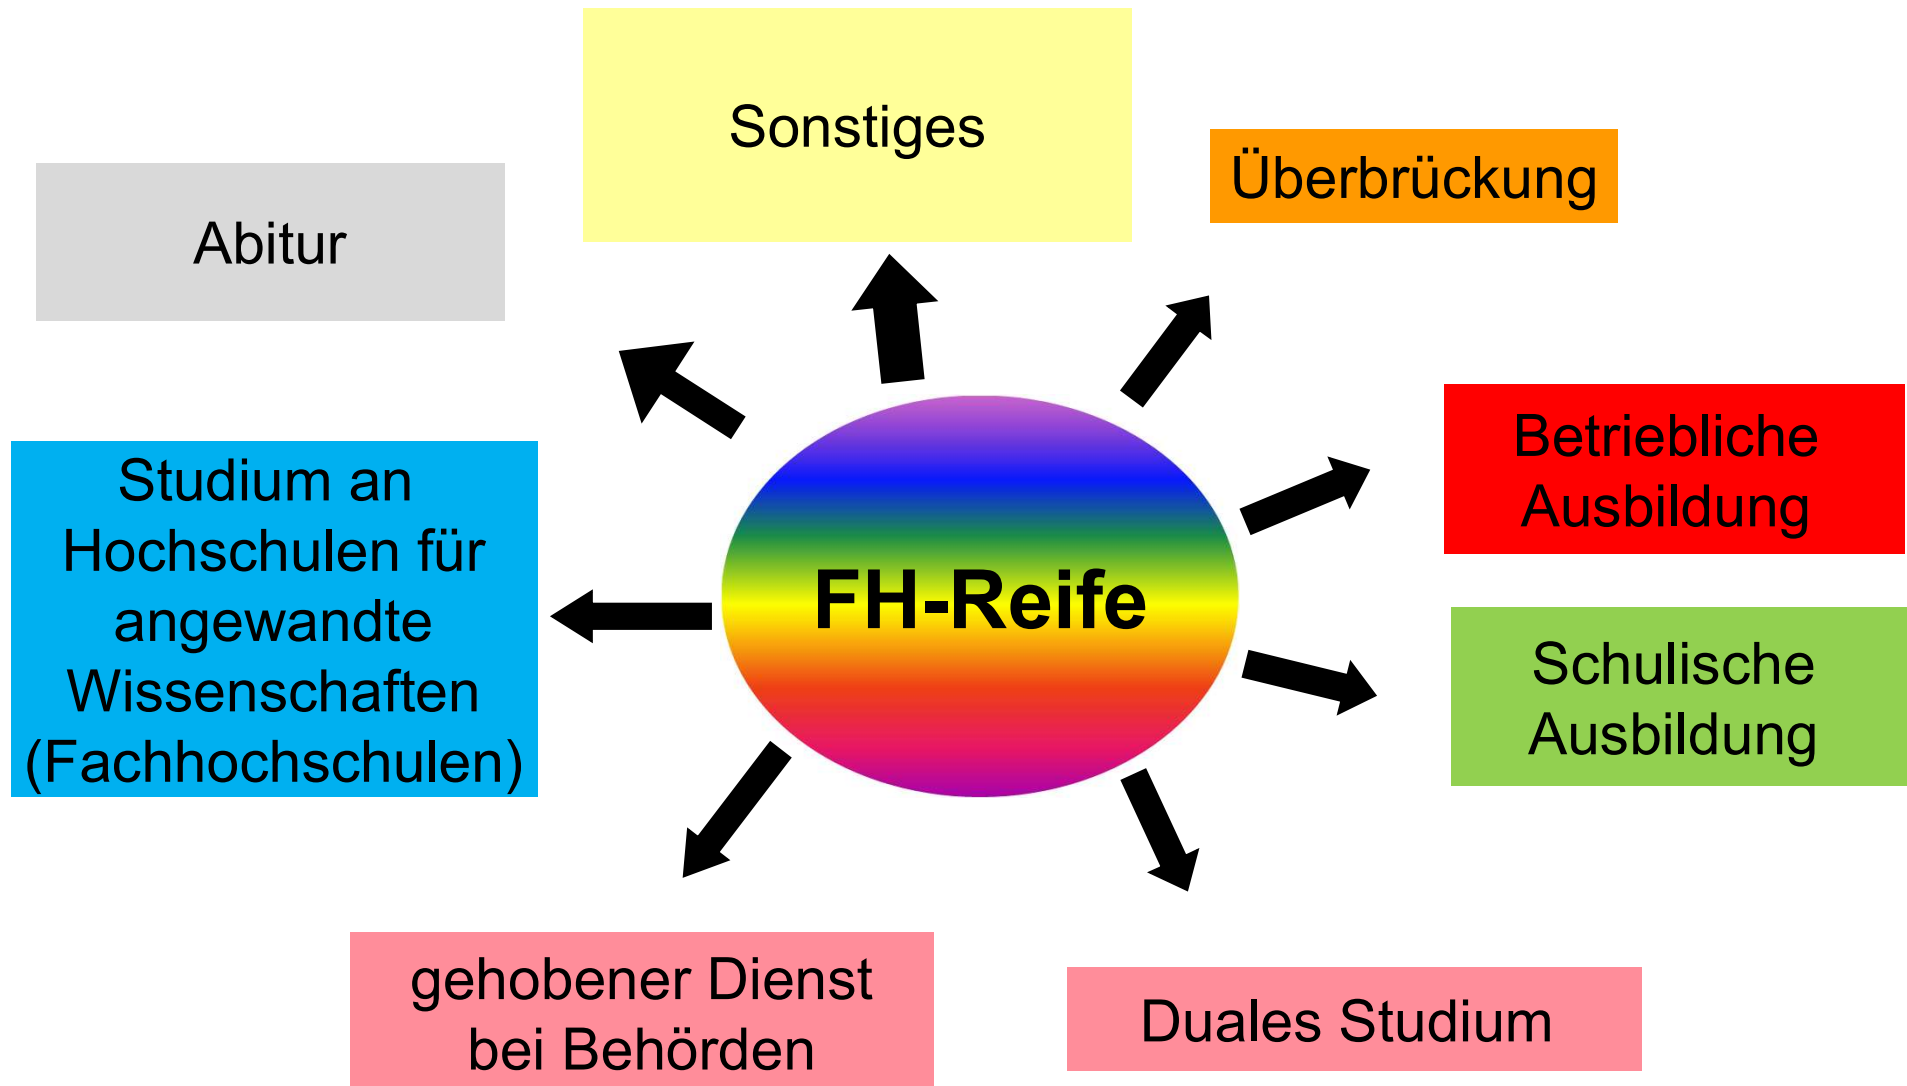 Sonstiges
Überbrückung
Abitur
Betriebliche
Ausbildung
Studium an
Hochschulen für
angewandte
Wissenschaften
(Fachhochschulen)
FH-Reife
Schulische
Ausbildung
gehobener Dienst
bei Behörden
Duales Studium